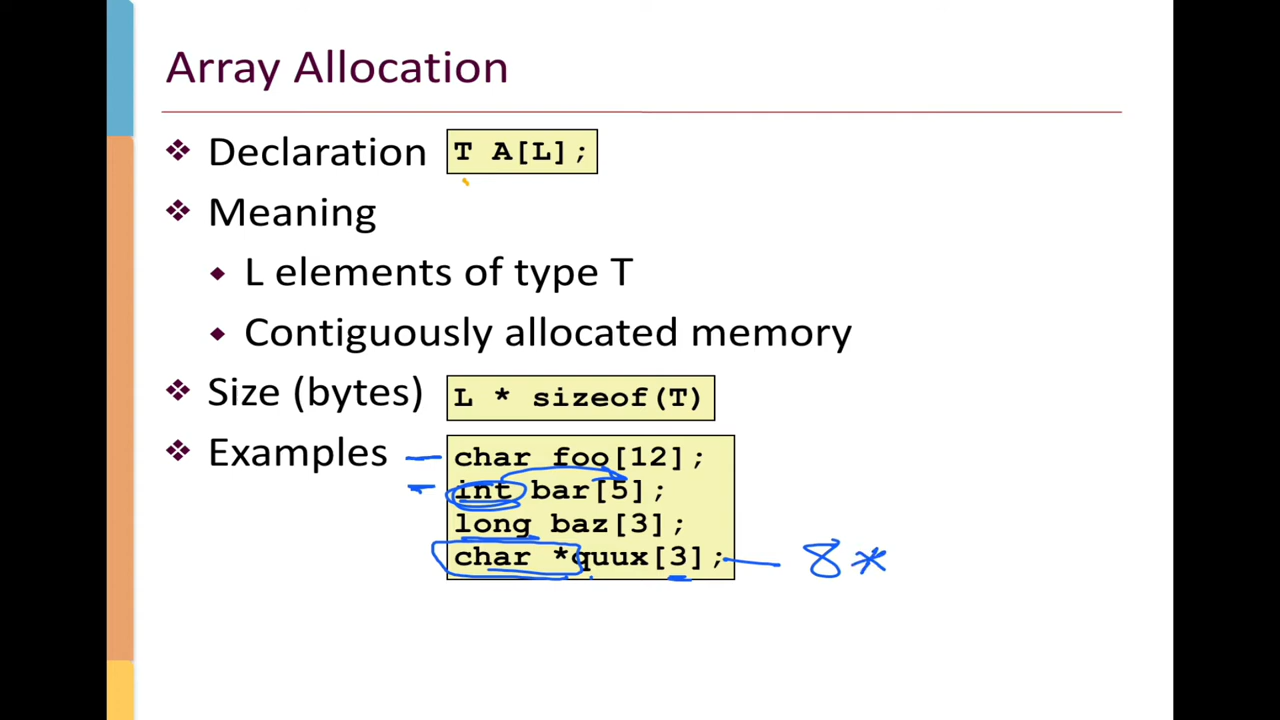 Array Allocation
❖ Declaration T A[L];
❖ Meaning
◆ L elements of type T
◆ Contiguously allocated memory
❖ Size (bytes) L * sizeof(T)
❖ Examples char foo[12];
int bar[5];
long baz[3];
char *quux[3]; — 8*